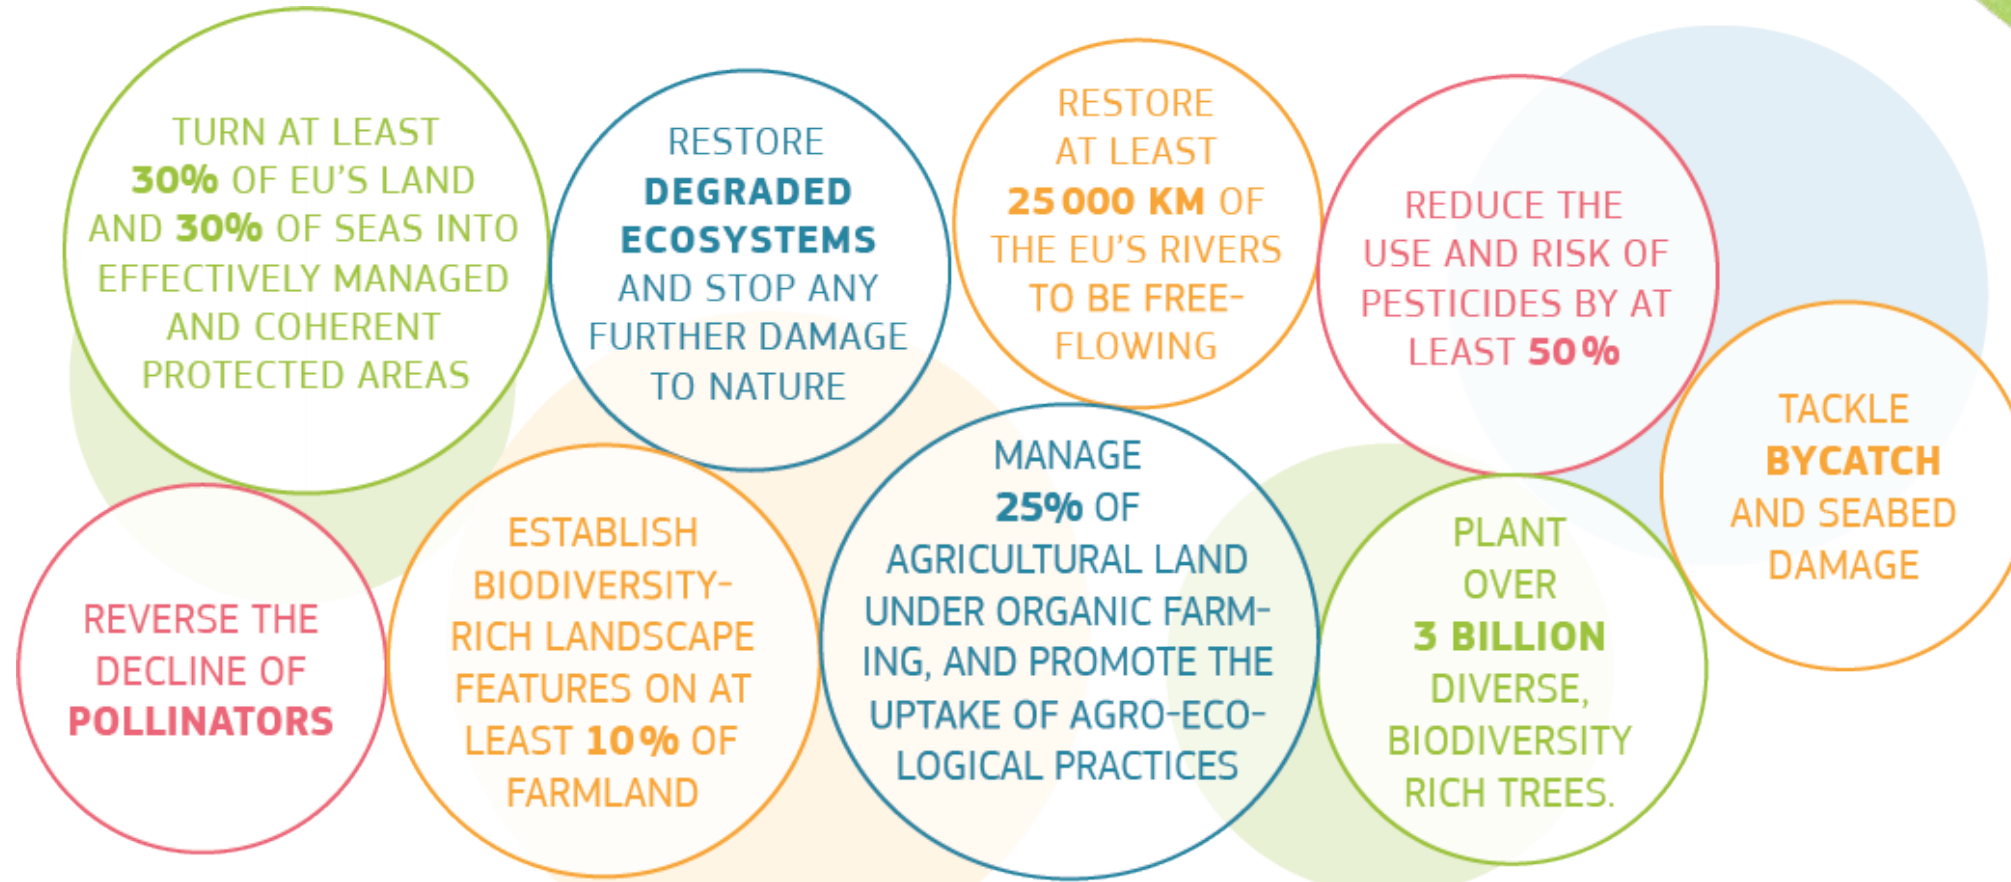 TURN AT LEAST
30% OF EU'S LAND
AND 30% OF SEAS INTO
EFFECTIVELY MANAGED
AND COHERENT
PROTECTED AREAS
RESTORE
DEGRADED
ECOSYSTEMS
AND STOP ANY
FURTHER DAMAGE
TO NATURE
RESTORE
AT LEAST
25 000 KM OF
THE EU'S RIVERS
TO BE FREE-
FLOWING
REDUCE THE
USE AND RISK OF
PESTICIDES BY AT
LEAST 50%
TACKLE
BYCATCH
AND SEABED
DAMAGE
REVERSE THE
DECLINE OF
POLLINATORS
ESTABLISH
BIODIVERSITY-
RICH LANDSCAPE
FEATURES ON AT
LEAST 10% OF
FARMLAND
MANAGE
25% OF
AGRICULTURAL LAND
UNDER ORGANIC FARM-
ING, AND PROMOTE THE
UPTAKE OF AGRO-ECO-
LOGICAL PRACTICES
PLANT
OVER
3 BILLION
DIVERSE,
BIODIVERSITY
RICH TREES.